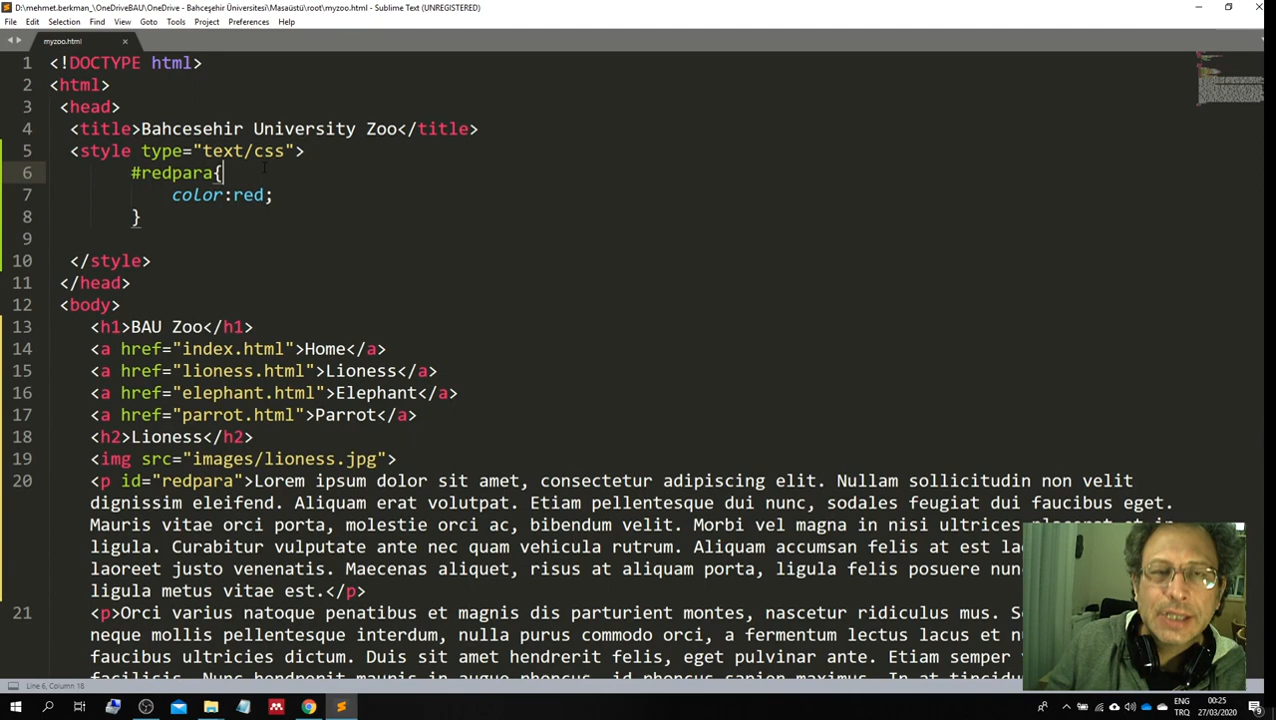 D:\mehmet.berkman_\OneDriveBAU\OneDrive - Bahçeşehir Üniversitesi\Masaüstü\root\myzoo.html - Sublime Text (UNREGISTERED)
File Edit Selection Find View Goto Tools Project Preferences Help
myzoo.html
1 <!DOCTYPE html>
2 <html>
3 <head>
4 <title>Bahcesehir University Zoo</title>
5 <style type="text/css">
6 #redpara{
7 color:red;
8 }
9
10 </style>
11 </head>
12 <body>
13 <h1>BAU Zoo</h1>
14 <a href="index.html">Home</a>
15 <a href="lioness.html">Lioness</a>
16 <a href="elephant.html">Elephant</a>
17 <a href="parrot.html">Parrot</a>
18 <h2>Lioness</h2>
19 <img src="images/lioness.jpg">
20 <p id="redpara">Lorem ipsum dolor sit amet, consectetur adipiscing elit. Nullam sollicitudin non velit
dignissim eleifend. Aliquam erat volutpat. Etiam pellentesque dui nunc, sodales feugiat dui faucibus eget.
Mauris vitae orci porta, molestie orci ac, bibendum velit. Morbi vel magna in nisi ultrices placerat et in
ligula. Curabitur vulputate ante nec quam vehicula rutrum. Aliquam accumsan felis at est
laoreet justo venenatis. Maecenas aliquet, risus at aliquam porta, ligula felis posuere
ligula metus vitae est.</p>
21 <p>Orci varius natoque penatibus et magnis dis parturient montes, nascetur ridiculus mus.
neque mollis pellentesque interdum, nulla purus commodo orci, a fermentum lectus lacus et
faucibus ultricies dictum. Duis sit amet hendrerit felis, eget pulvinar ante. Etiam semper
Line 6, Column 18
ENG
TRQ
00:25
27/03/2020